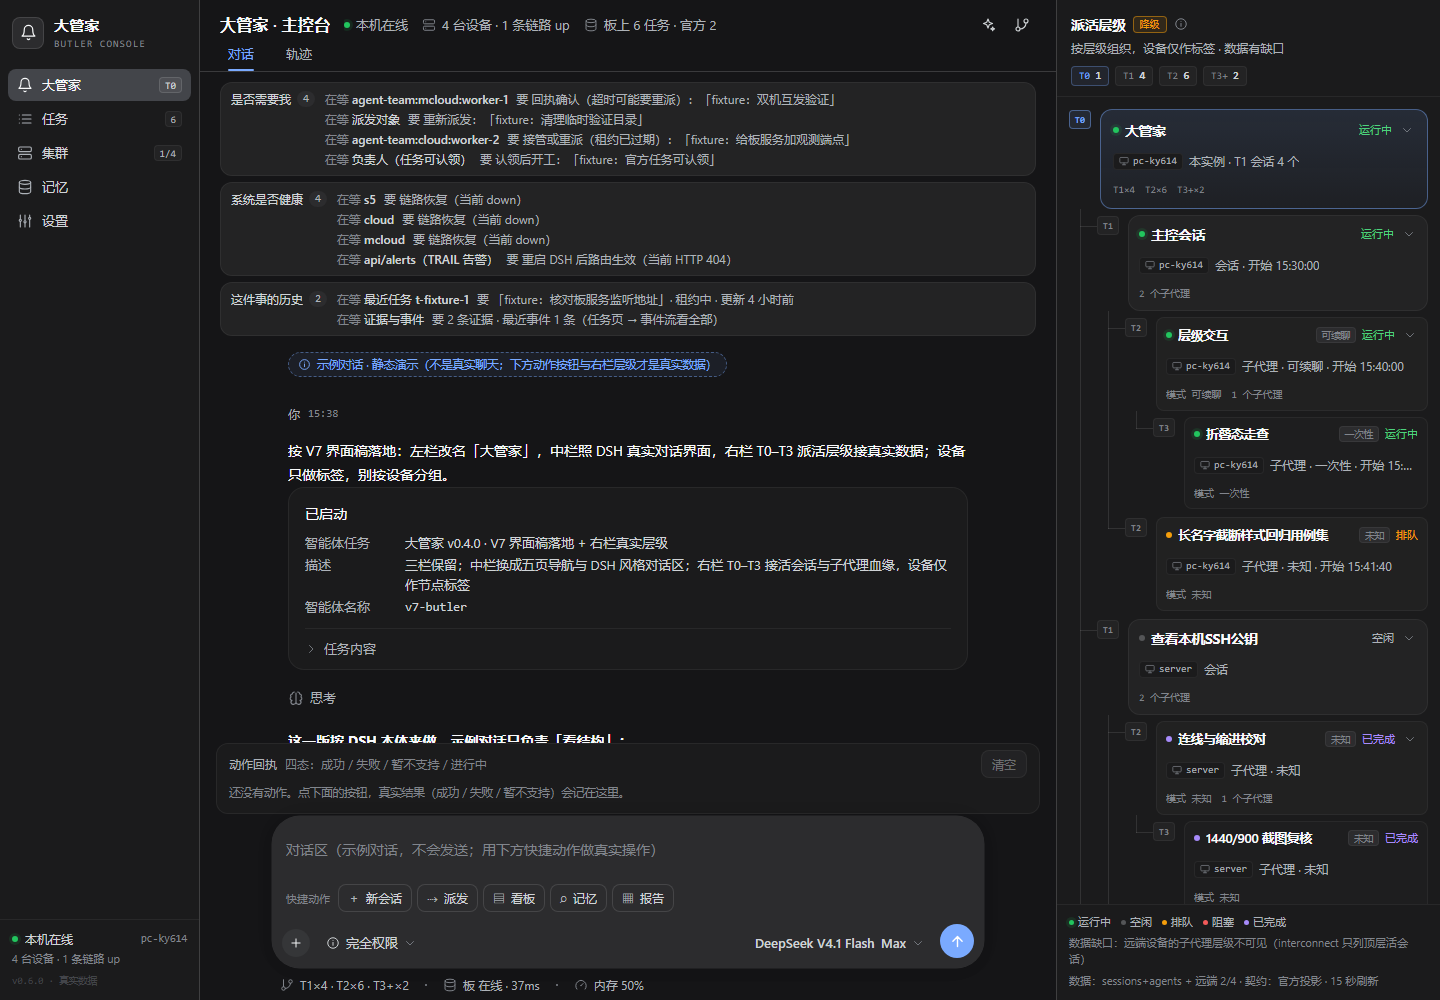 大管家
BUTLER CONSOLE
大管家 T0
任务 6
集群 1/4
记忆
设置
本机在线 pc-ky614
4 台设备 · 1 条链路 up
v0.6.0 · 真实数据
大管家 · 主控台 本机在线 4 台设备 · 1 条链路 up 板上 6 任务 · 官方 2
对话 轨迹
是否需要我 4 在等 agent-team:mcloud:worker-1 要 回执确认（超时可能要重派）：「fixture：双机互发验证」
在等 派发对象 要 重新派发：「fixture：清理临时验证目录」
在等 agent-team:cloud:worker-2 要 接管或重派（租约已过期）：「fixture：给板服务加观测端点」
在等 负责人（任务可认领） 要 认领后开工：「fixture：官方任务可认领」
系统是否健康 4 在等 s5 要 链路恢复（当前 down）
在等 cloud 要 链路恢复（当前 down）
在等 mcloud 要 链路恢复（当前 down）
在等 api/alerts（TRAIL 告警） 要 重启 DSH 后路由生效（当前 HTTP 404）
这件事的历史 2 在等 最近任务 t-fixture-1 要 「fixture：核对板服务监听地址」· 租约中 · 更新 4 小时前
在等 证据与事件 要 2 条证据 · 最近事件 1 条（任务页 → 事件流看全部）
示例对话 · 静态演示（不是真实聊天；下方动作按钮与右栏层级才是真实数据）
你 15:38
按 V7 界面稿落地：左栏改名「大管家」，中栏照 DSH 真实对话界面，右栏 T0–T3 派活层级接真实数据；设备
只做标签，别按设备分组。
已启动
智能体任务 大管家 v0.4.0 · V7 界面稿落地 + 右栏真实层级
描述 三栏保留；中栏换成五页导航与 DSH 风格对话区；右栏 T0–T3 接活会话与子代理血缘，设备仅
作节点标签
智能体名称 v7-butler
任务内容
思考
这一版按 DSH 本体来做，示例对话只负责「看结构」：
动作回执 四态：成功 / 失败 / 暂不支持 / 进行中 清空
还没有动作。点下面的按钮，真实结果（成功 / 失败 / 暂不支持）会记在这里。
对话区（示例对话，不会发送；用下方快捷动作做真实操作）
快捷动作 + 新会话 派发 看板 记忆 报告
+ 完全权限 DeepSeek V4.1 Flash Max
T1×4 · T2×6 · T3+×2 · 板 在线 · 37ms · 内存 50%
派活层级 降级
按层级组织，设备仅作标签 · 数据有缺口
T0 1 T1 4 T2 6 T3+ 2
T0 大管家 运行中
pc-ky614 本实例 · T1 会话 4 个
T1×4 T2×6 T3+×2
T1 主控会话 运行中
pc-ky614 会话 · 开始 15:30:00
2 个子代理
T2 层级交互 可续聊 运行中
pc-ky614 子代理 · 可续聊 · 开始 15:40:00
模式 可续聊 1 个子代理
T3 折叠态走查 一次性 运行中
pc-ky614 子代理 · 一次性 · 开始 15:...
模式 一次性
T2 长名字截断样式回归用例集 未知 排队
pc-ky614 子代理 · 未知 · 开始 15:41:40
模式 未知
T1 查看本机SSH公钥 空闲
server 会话
2 个子代理
T2 连线与缩进校对 未知 已完成
server 子代理 · 未知
模式 未知 1 个子代理
T3 1440/900 截图复核 未知 已完成
server 子代理 · 未知
模式 未知
运行中 空闲 排队 阻塞 已完成
数据缺口：远端设备的子代理层级不可见（interconnect 只列顶层活会
话）
数据：sessions+agents + 远端 2/4 · 契约：官方投影 · 15 秒刷新